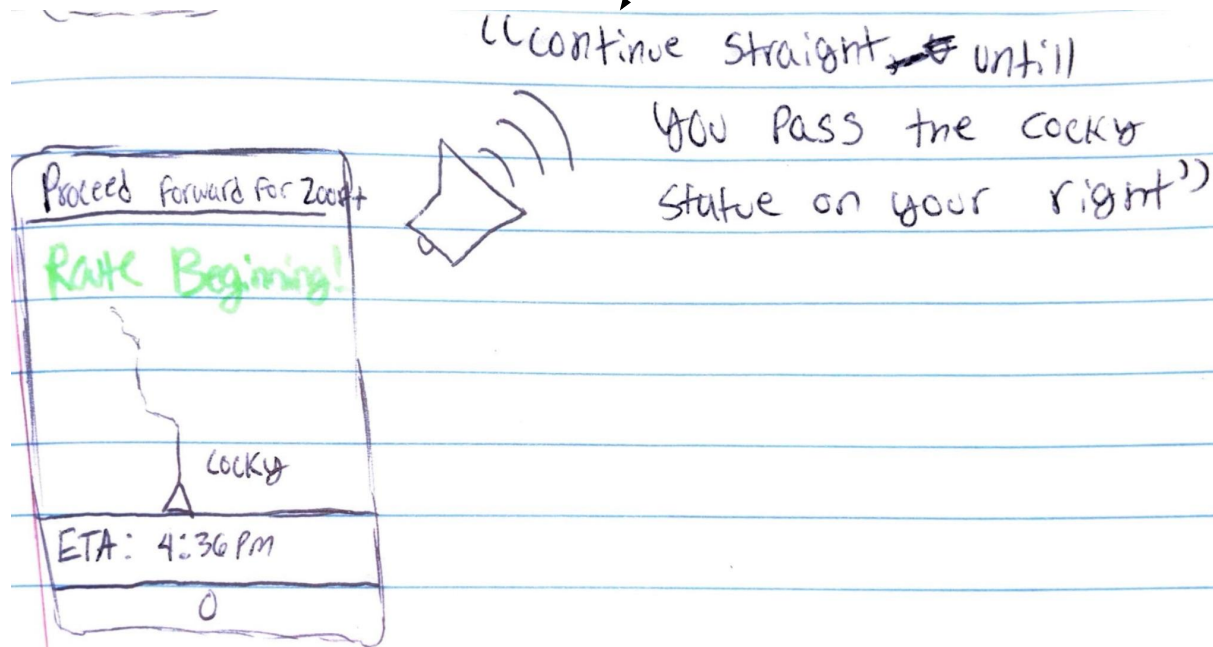 “continue straight, untill
you pass the cocky
statue on your right”
Proceed forward for 200ft
Route Beginning!
cocky
ETA: 4:36 PM